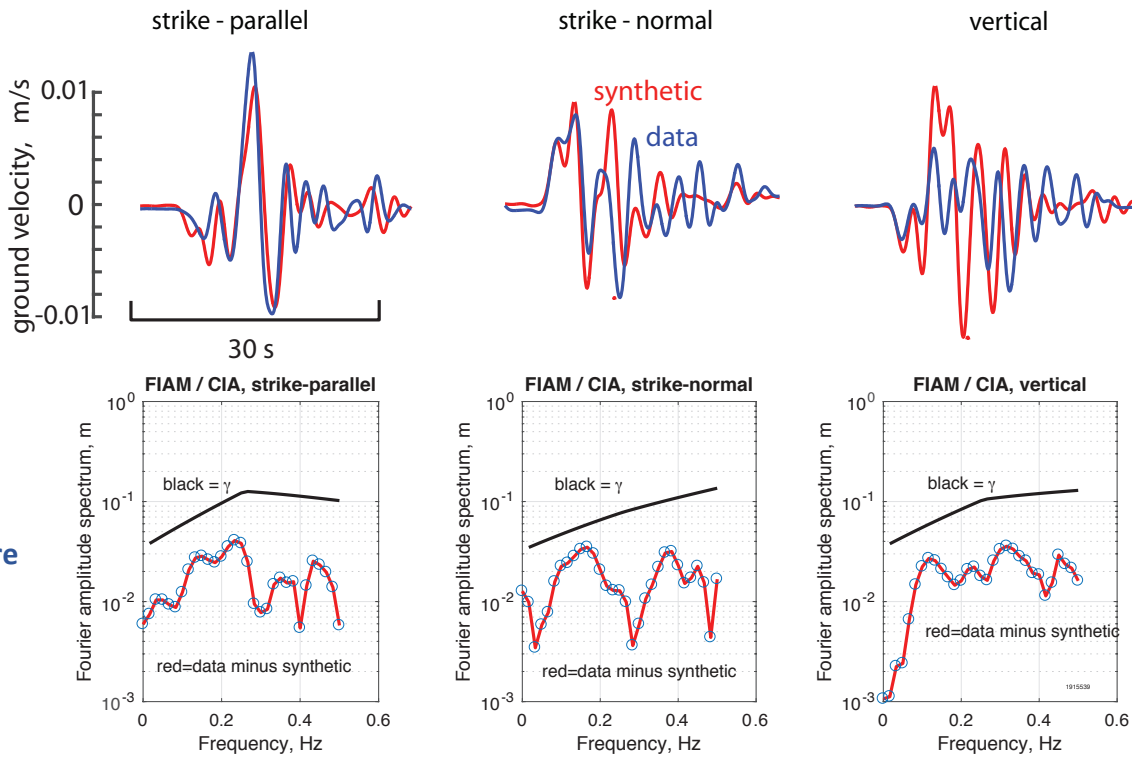 strike - parallel
strike - normal
vertical
ground velocity, m/s
0.01
0
-0.01
synthetic
data
30 s
FIAM / CIA, strike-parallel
Fourier amplitude spectrum, m
10^0
10^-1
10^-2
10^-3
black = γ
red=data minus synthetic
0 0.2 0.4 0.6
Frequency, Hz
FIAM / CIA, strike-normal
Fourier amplitude spectrum, m
10^0
10^-1
10^-2
10^-3
black = γ
red=data minus synthetic
0 0.2 0.4 0.6
Frequency, Hz
FIAM / CIA, vertical
Fourier amplitude spectrum, m
10^0
10^-1
10^-2
10^-3
black = γ
red=data minus synthetic
1915539
0 0.2 0.4 0.6
Frequency, Hz
re